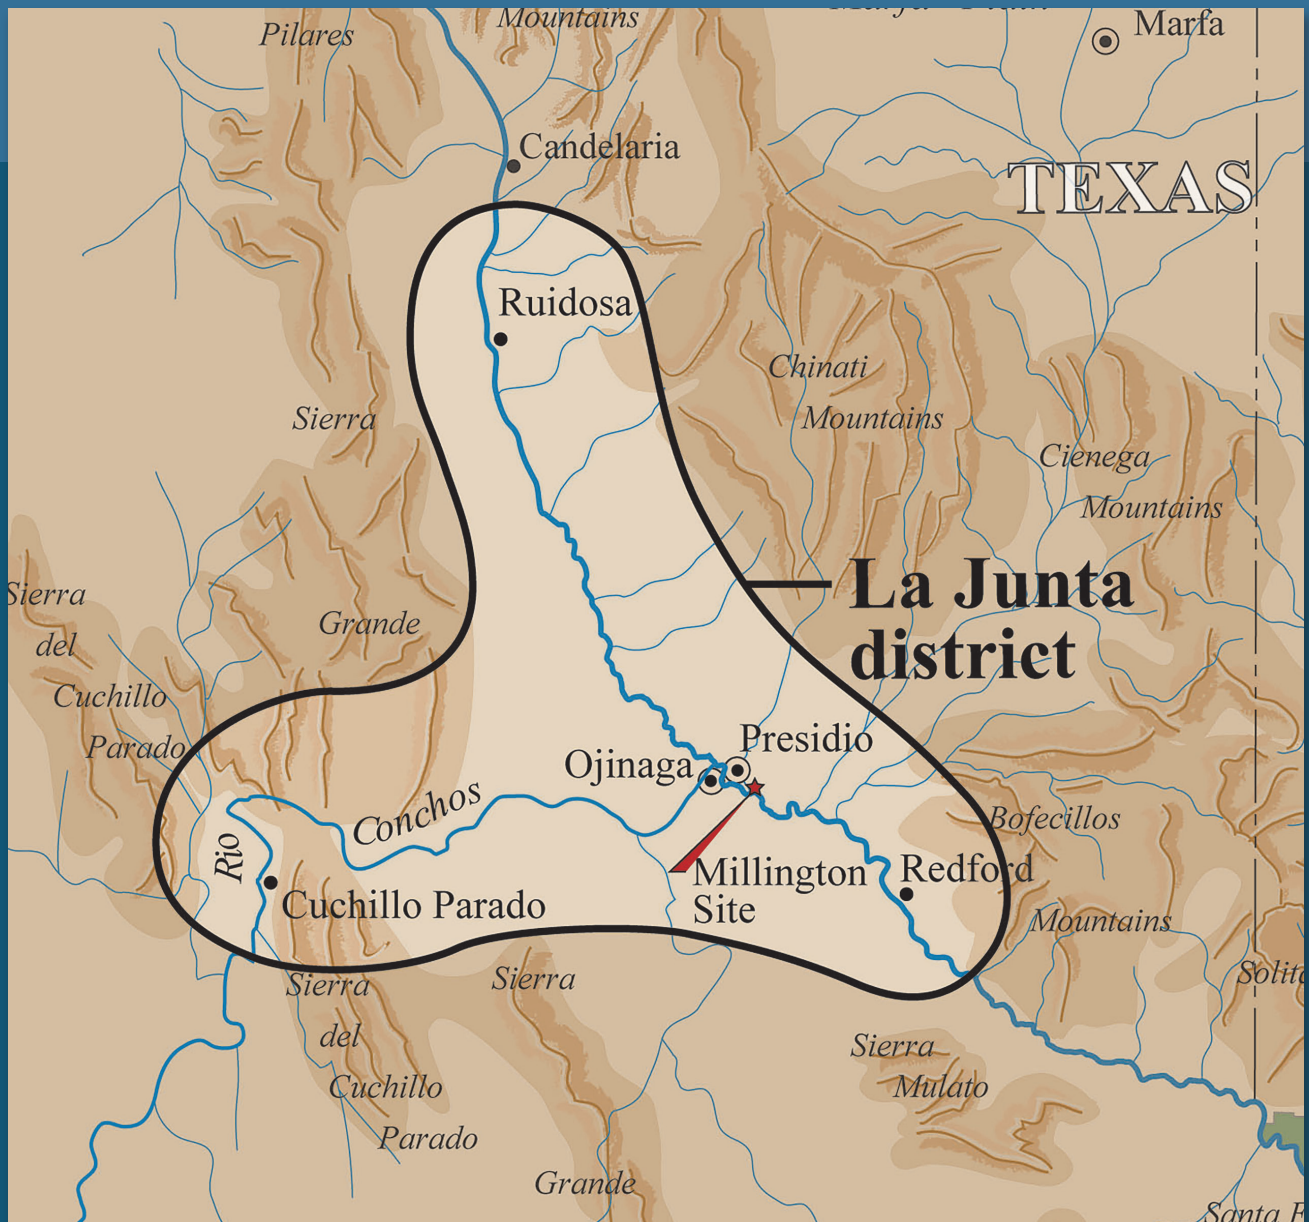 Pilares
Mountains
Marfa
TEXAS
Candelaria
Ruidosa
Chinati
Mountains
Sierra
Cienega
Mountains
La Junta
district
Sierra
del
Cuchillo
Parado
Grande
Presidio
Ojinaga
Rio
Conchos
Bofecillos
Mountains
Millington
Site
Redford
Cuchillo Parado
Sierra
del
Cuchillo
Parado
Sierra
Grande
Sierra
Mulato